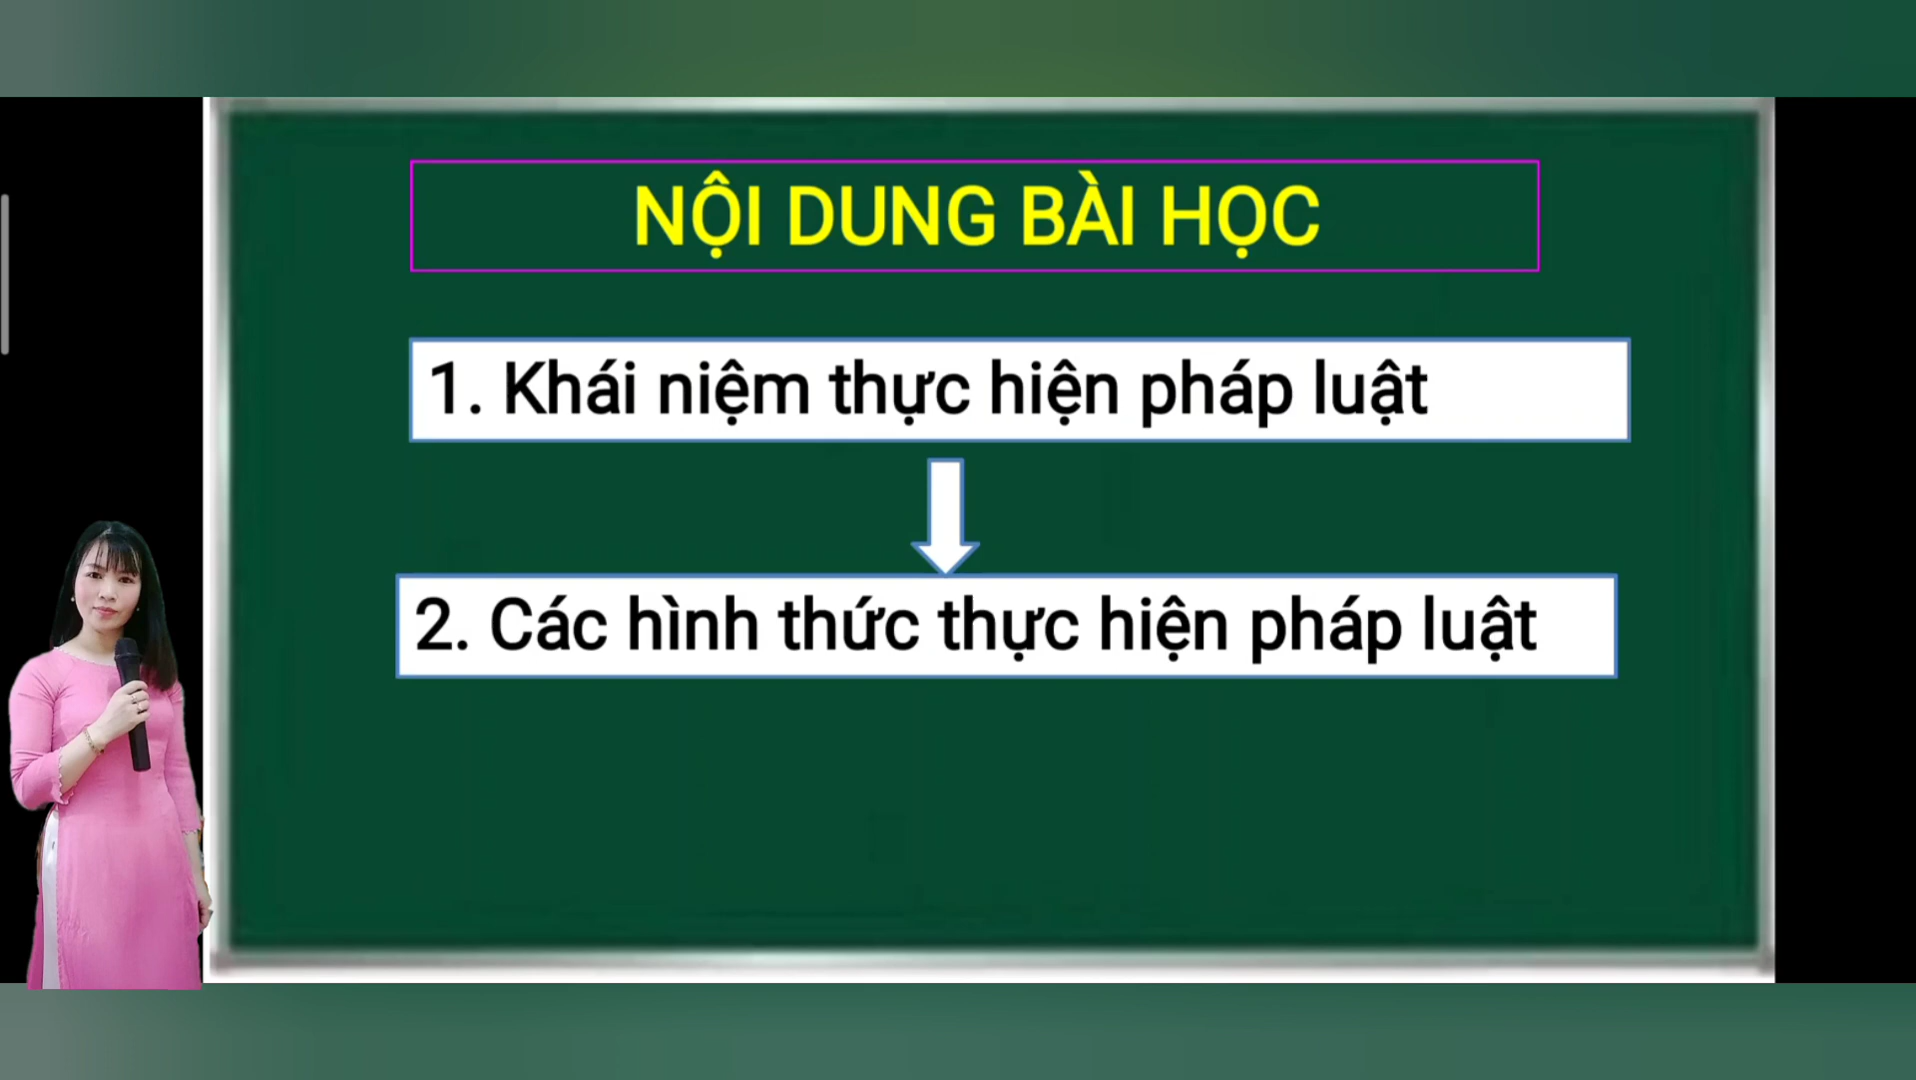 NỘI DUNG BÀI HỌC
1. Khái niệm thực hiện pháp luật
2. Các hình thức thực hiện pháp luật